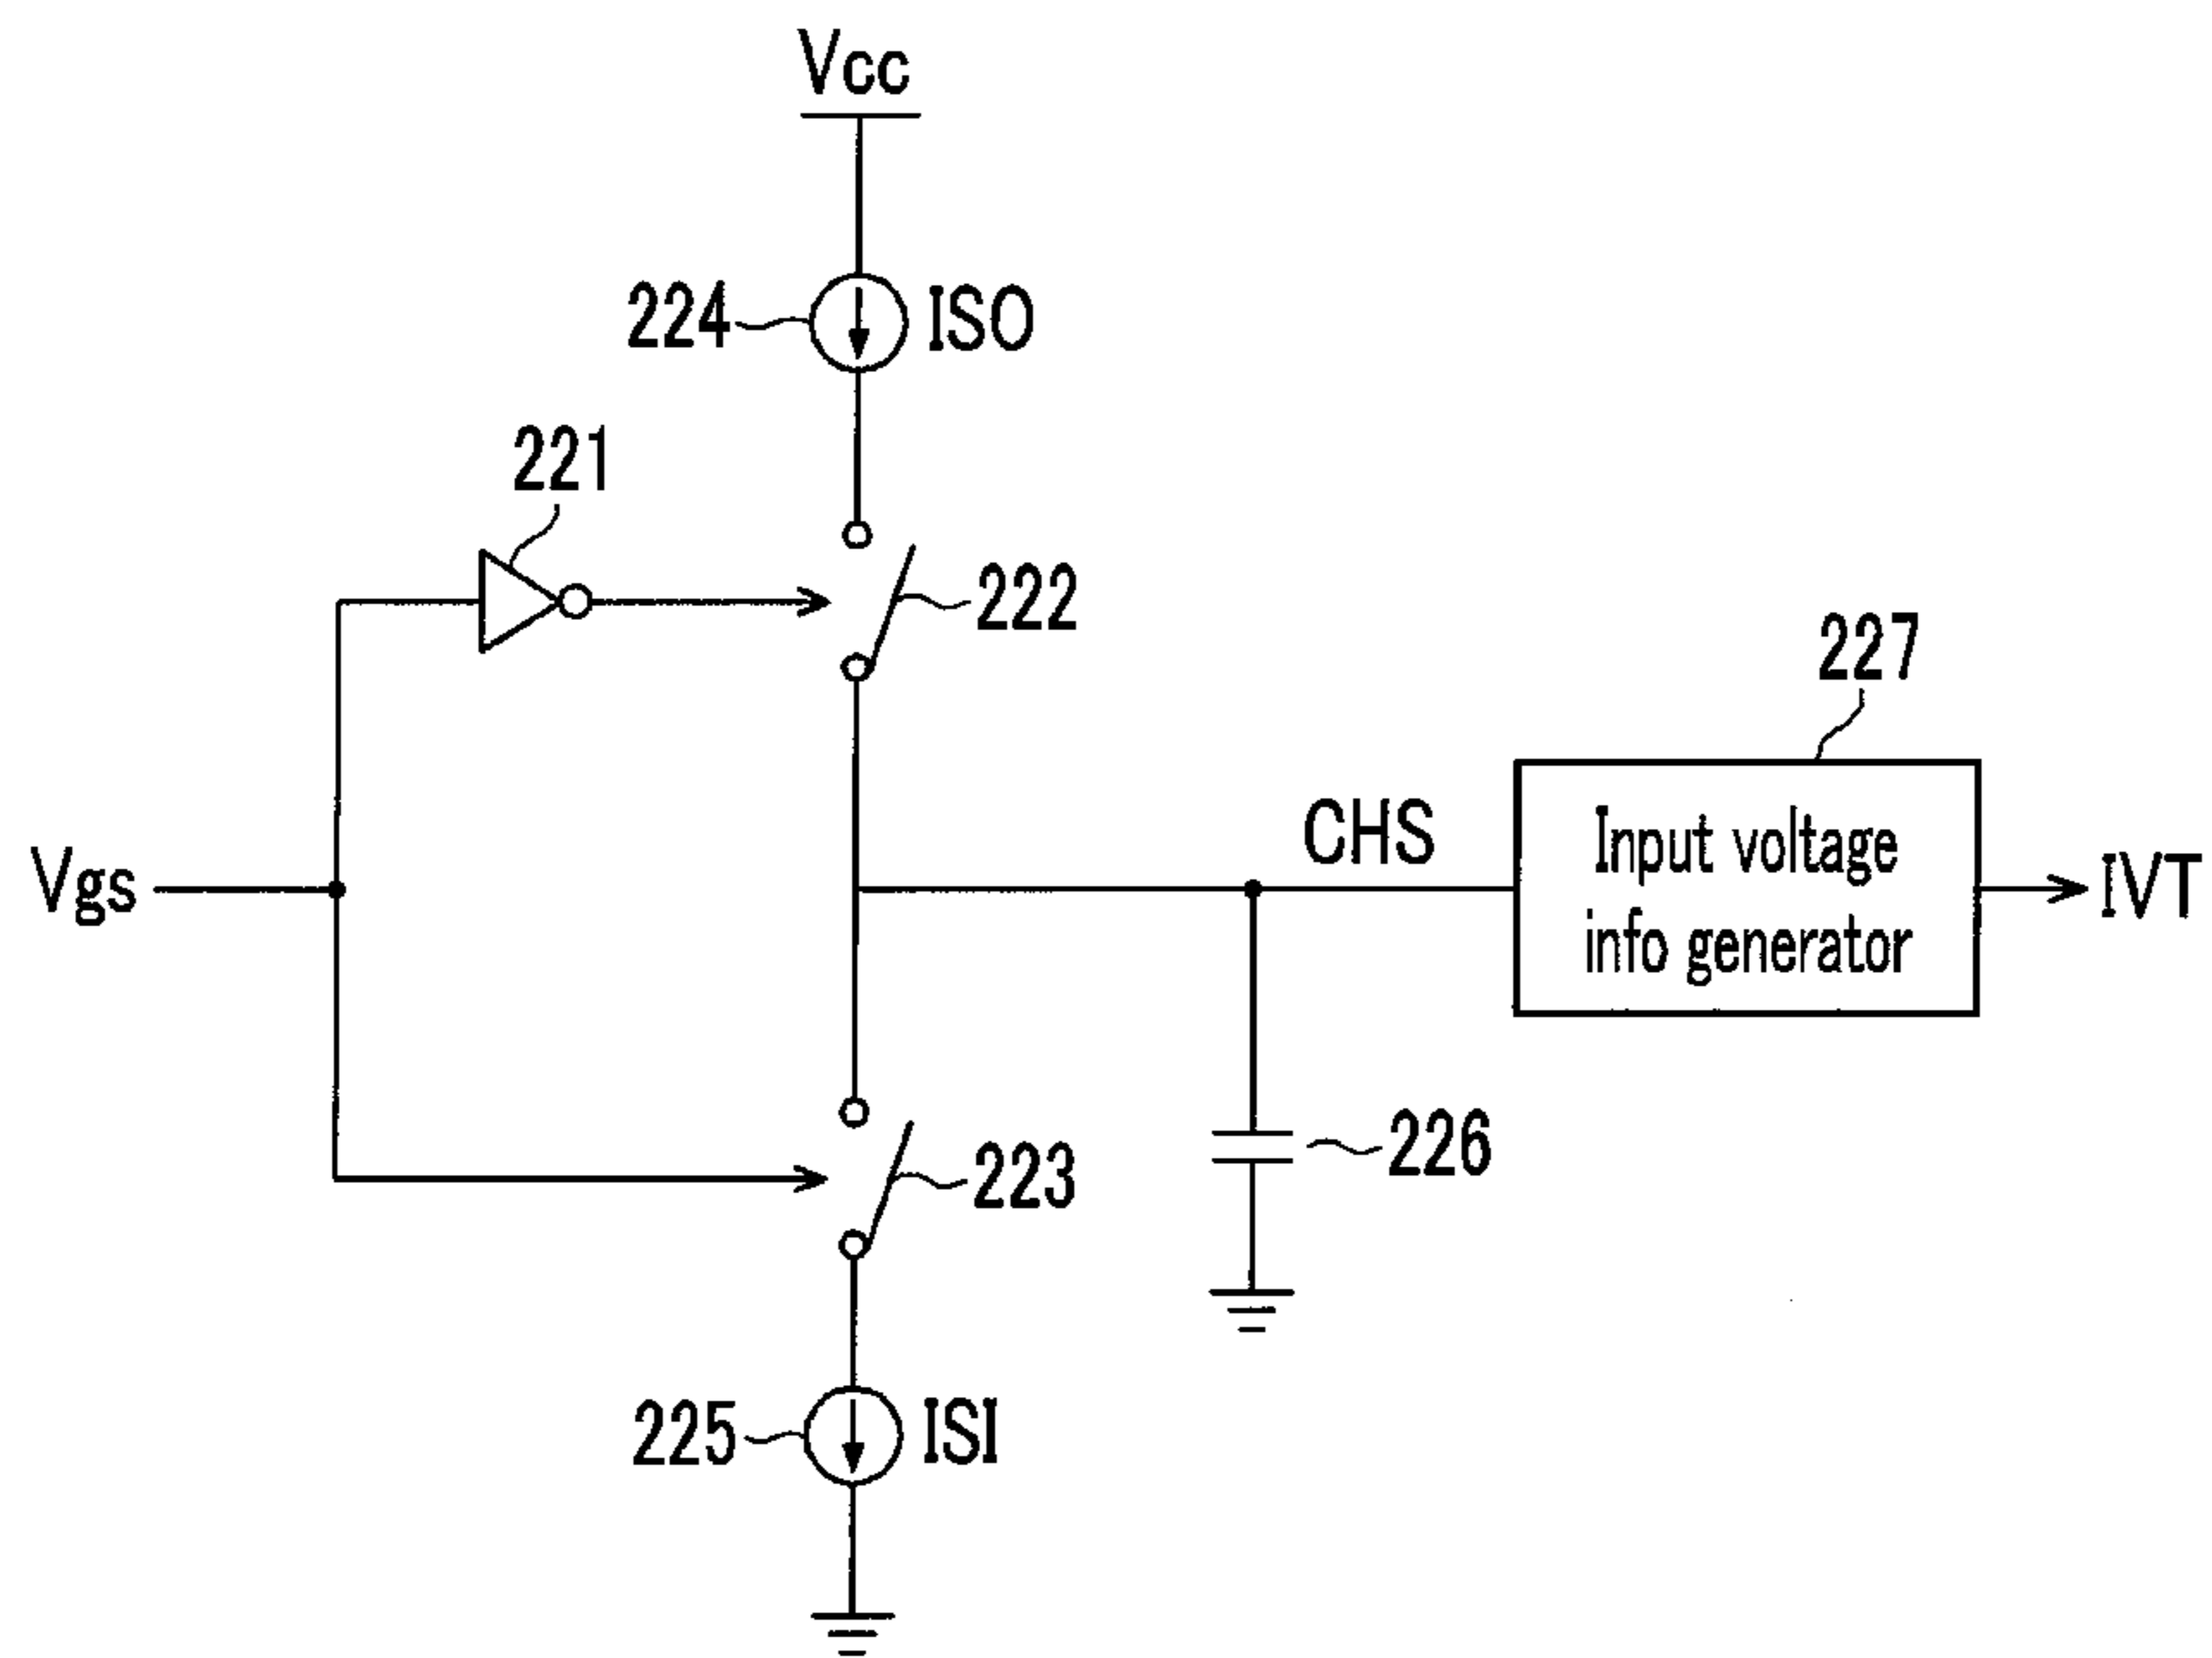 Vcc
224
ISO
221
222
227
CHS
Input voltage
info generator
Vgs
IVT
223
226
225
ISI